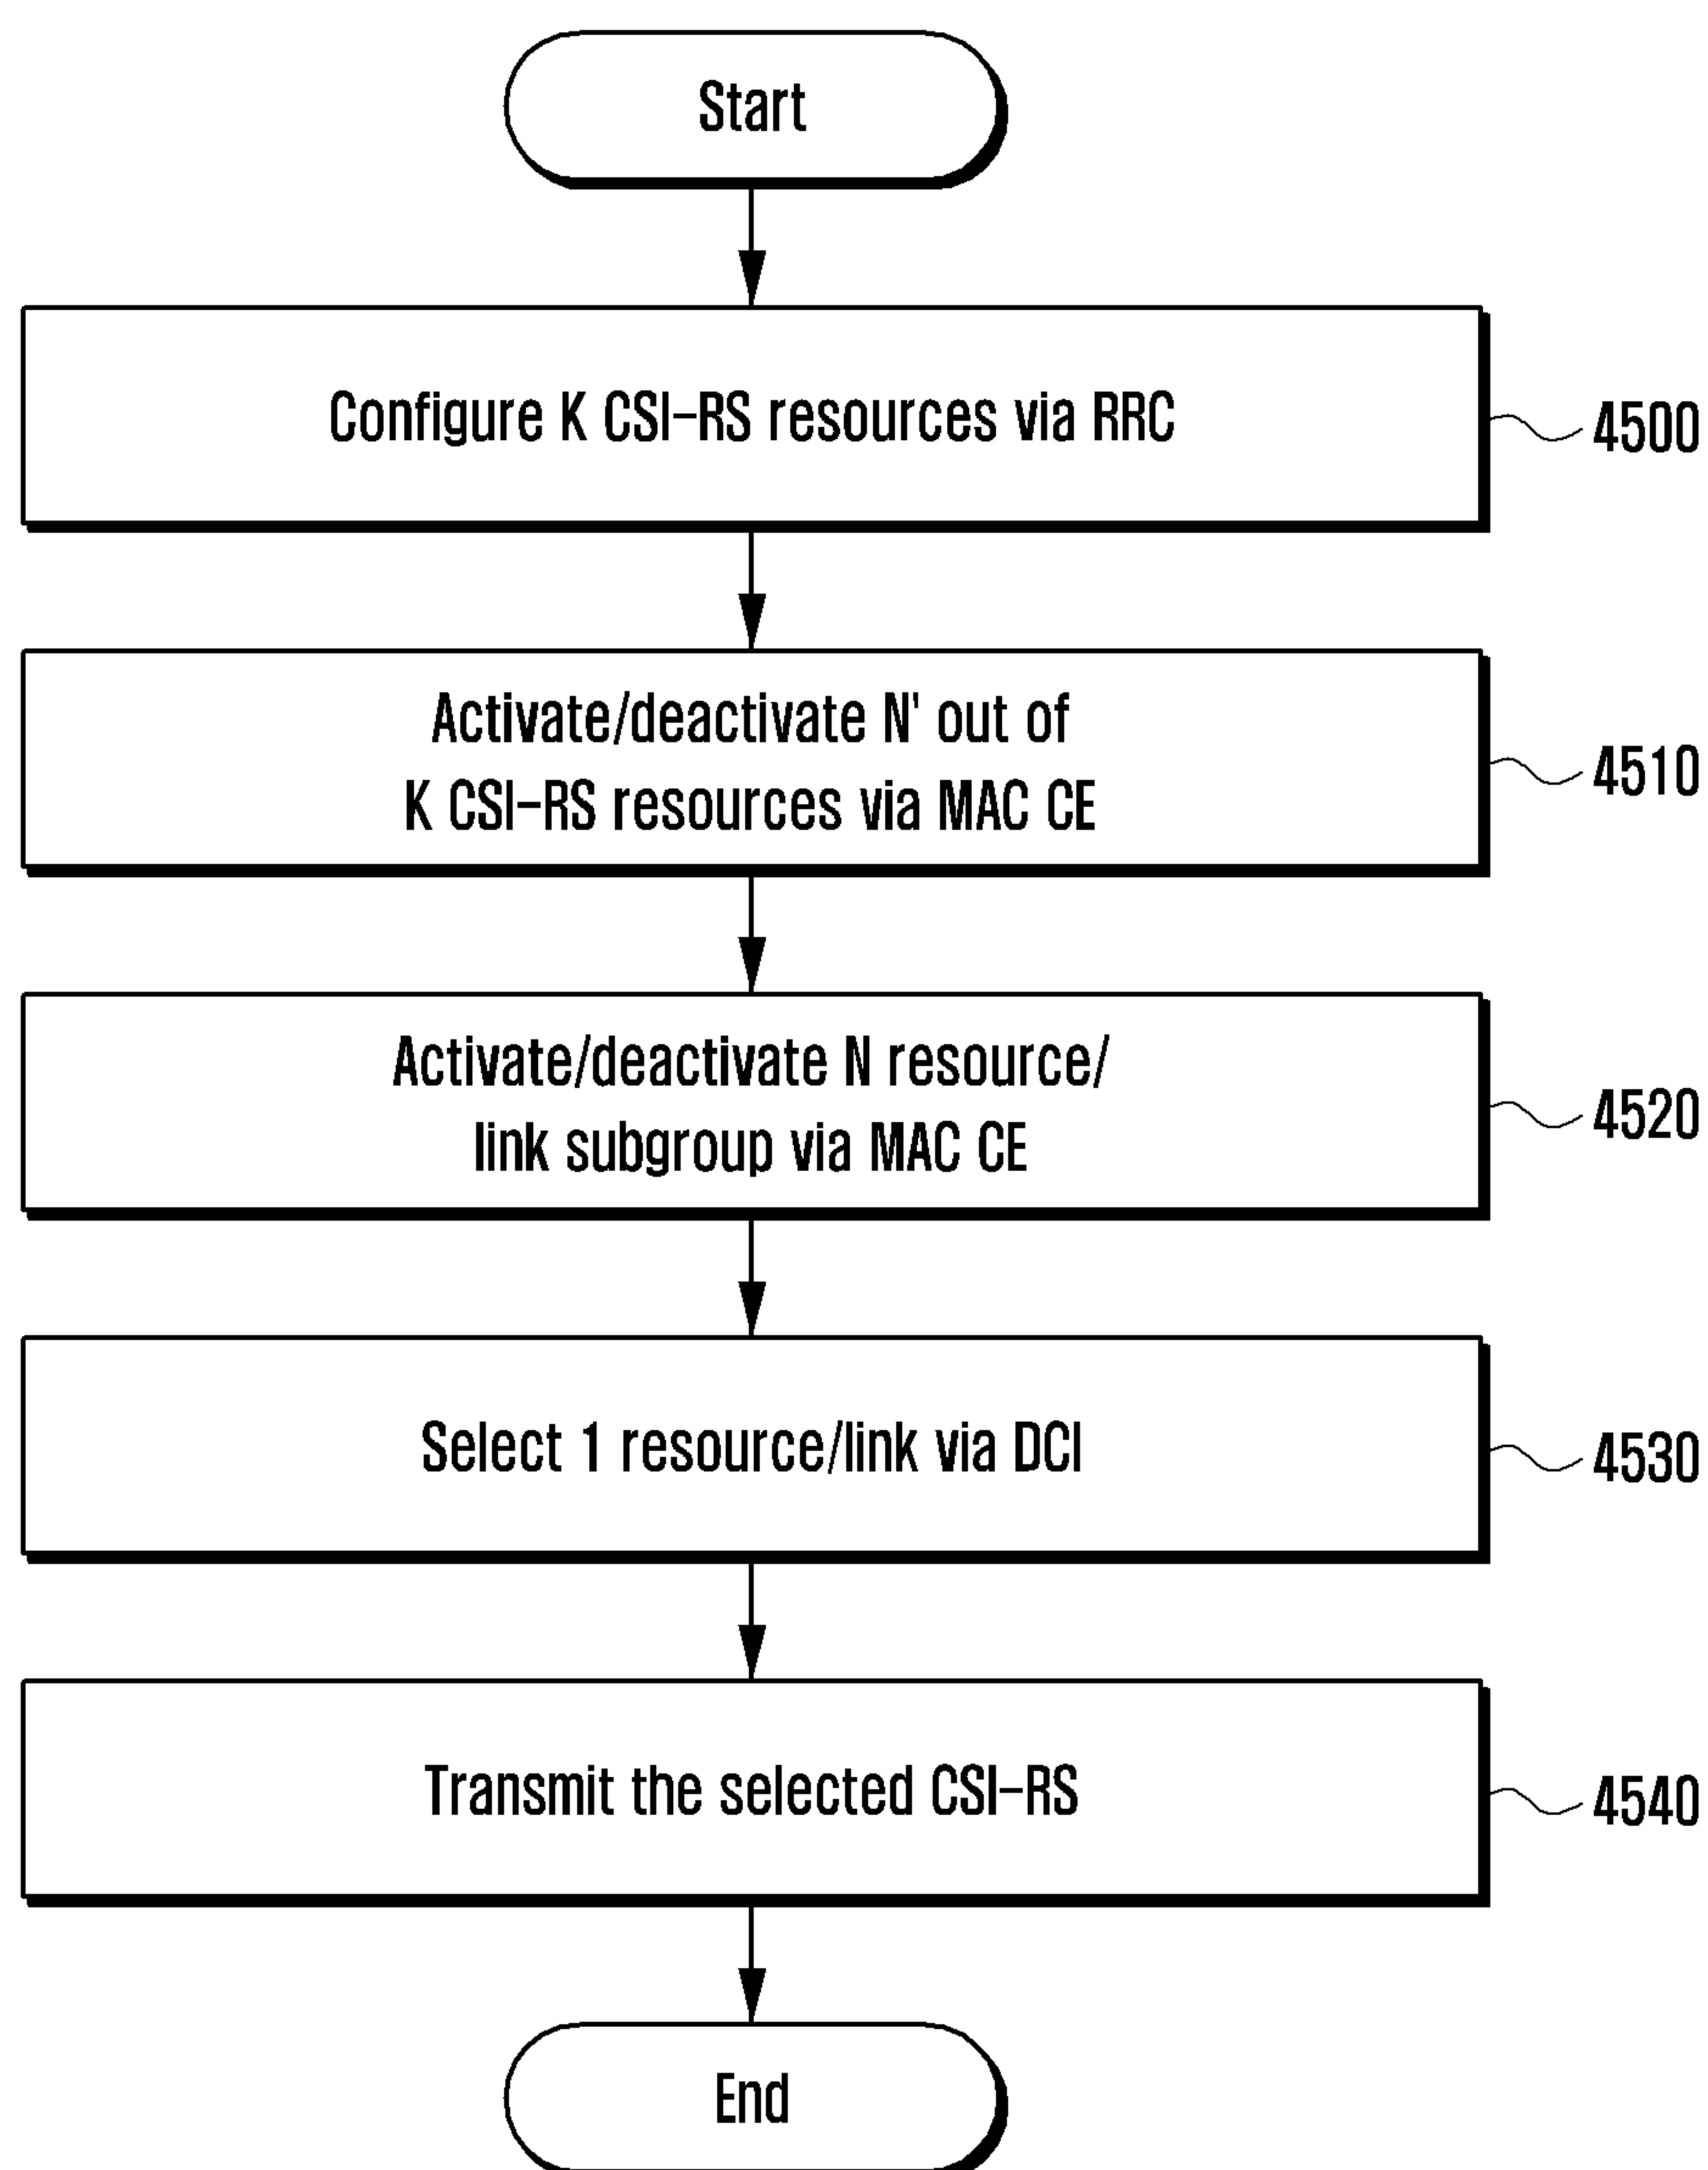 Start
Configure K CSI-RS resources via RRC
4500
Activate/deactivate N' out of
K CSI-RS resources via MAC CE
4510
Activate/deactivate N resource/
link subgroup via MAC CE
4520
Select 1 resource/link via DCI
4530
Transmit the selected CSI-RS
4540
End